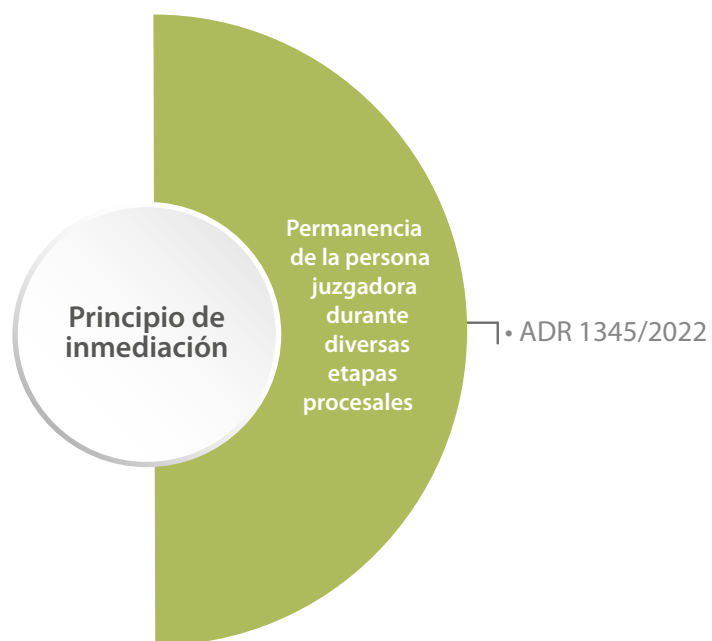 Principio de
inmediación
Permanencia
de la persona
juzgadora
durante
diversas
etapas
procesales
• ADR 1345/2022